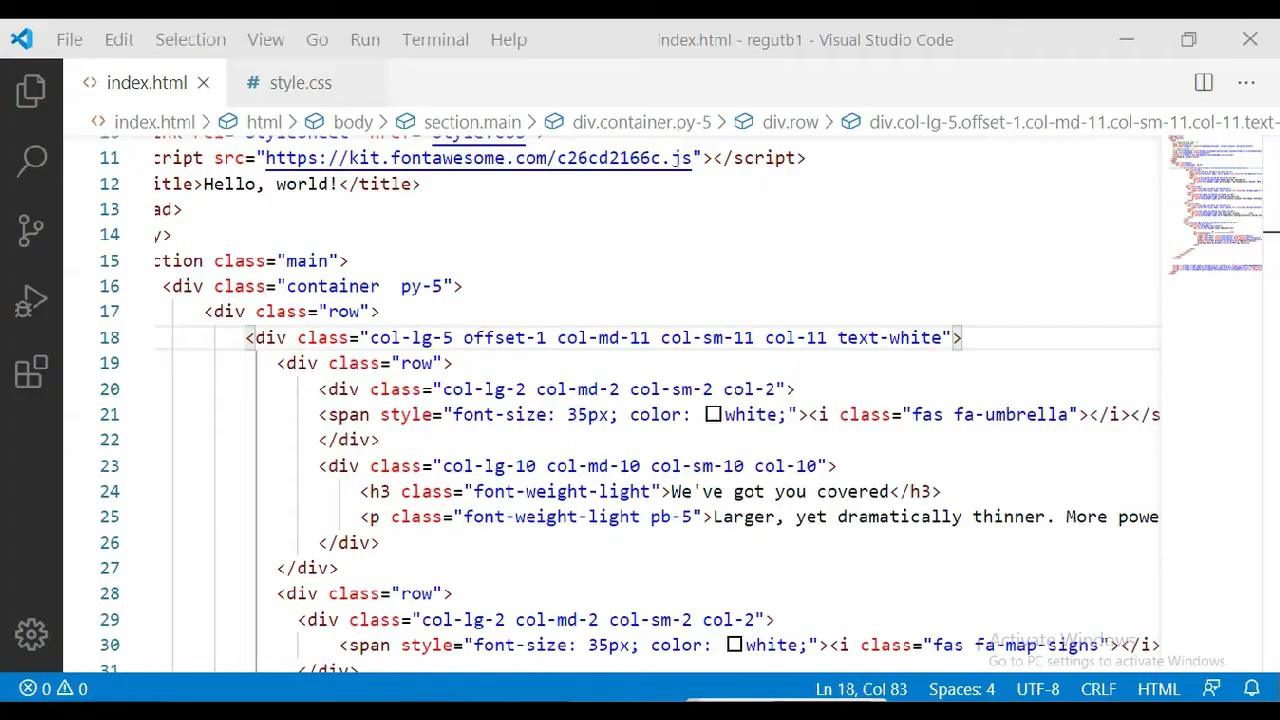 File Edit Selection View Go Run Terminal Help index.html - regutb1 - Visual Studio Code
index.html # style.css ···
index.html > html > body > section.main > div.container.py-5 > div.row > div.col-lg-5.offset-1.col-md-11.col-sm-11.col-11.text-
11 cript src="https://kit.fontawesome.com/c26cd2166c.js"></script>
12 itle>Hello, world!</title>
13 ad>
14 y>
15 ction class="main">
16 <div class="container  py-5">
17 <div class="row">
18 <div class="col-lg-5 offset-1 col-md-11 col-sm-11 col-11 text-white">
19 <div class="row">
20 <div class="col-lg-2 col-md-2 col-sm-2 col-2">
21 <span style="font-size: 35px; color: white;"><i class="fas fa-umbrella"></i></s
22 </div>
23 <div class="col-lg-10 col-md-10 col-sm-10 col-10">
24 <h3 class="font-weight-light">We've got you covered</h3>
25 <p class="font-weight-light pb-5">Larger, yet dramatically thinner. More powe
26 </div>
27 </div>
28 <div class="row">
29 <div class="col-lg-2 col-md-2 col-sm-2 col-2">
30 <span style="font-size: 35px; color: white;"><i class="fas fa-map-signs"></i>
31 </div>
Activate Windows
Go to PC settings to activate Windows.
0 0 Ln 18, Col 83 Spaces: 4 UTF-8 CRLF HTML